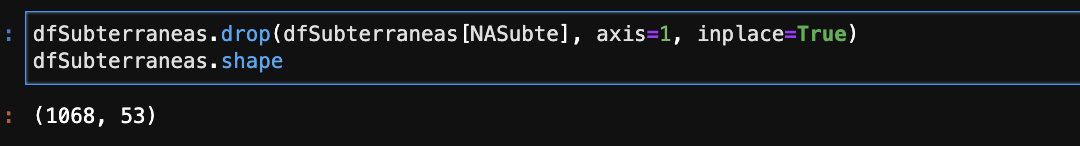 : dfSubterraneas.drop(dfSubterraneas[NASubte], axis=1, inplace=True)
dfSubterraneas.shape
: (1068, 53)